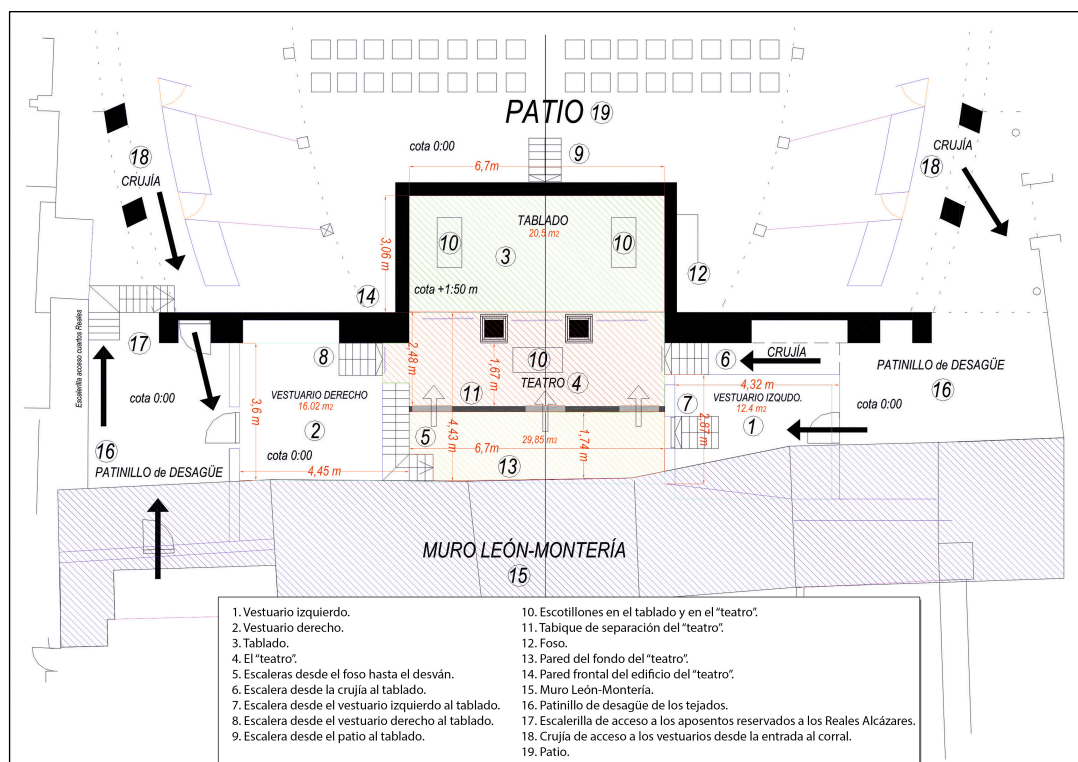 PATIO 19
cota 0:00
9
6,7m
18
CRUJÍA
CRUJÍA
18
TABLADO
20,5 m2
10
10
3
3,06 m
12
cota +1:50 m
14
17
Escalerilla acceso cuartos Reales
8
2,48 m
1,67 m
10
TEATRO 4
6
CRUJÍA
PATINILLO de DESAGÜE
16
cota 0:00
3,6 m
VESTUARIO DERECHO
16.02 m2
11
4,32 m
VESTUARIO IZQUDO.
12.4 m2
2,87 m
7
1
cota 0:00
16
PATINILLO de DESAGÜE
2
cota 0:00
4,45 m
5
4,43 m
6,7m
29,85 m2
1,74 m
13
MURO LEÓN-MONTERÍA
15
1. Vestuario izquierdo.
2. Vestuario derecho.
3. Tablado.
4. El "teatro".
5. Escaleras desde el foso hasta el desván.
6. Escalera desde la crujía al tablado.
7. Escalera desde el vestuario izquierdo al tablado.
8. Escalera desde el vestuario derecho al tablado.
9. Escalera desde el patio al tablado.
10. Escotillones en el tablado y en el "teatro".
11. Tabique de separación del "teatro".
12. Foso.
13. Pared del fondo del "teatro".
14. Pared frontal del edificio del "teatro".
15. Muro León-Montería.
16. Patinillo de desagüe de los tejados.
17. Escalerilla de acceso a los aposentos reservados a los Reales Alcázares.
18. Crujía de acceso a los vestuarios desde la entrada al corral.
19. Patio.